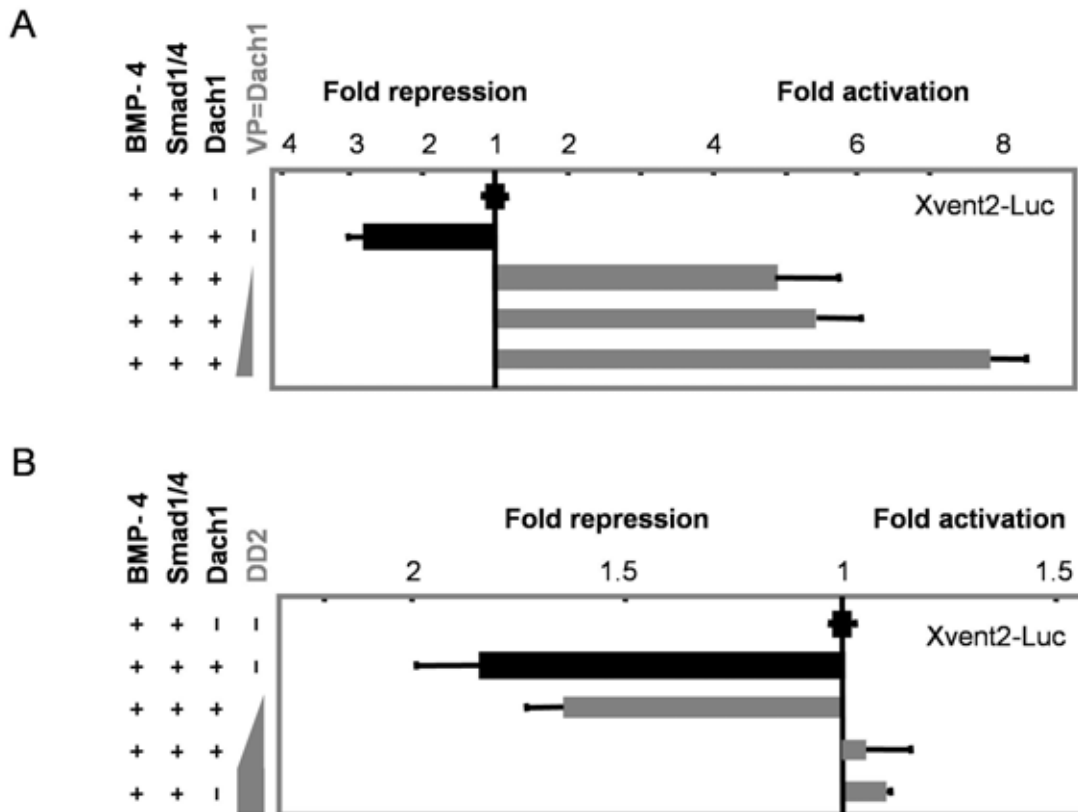 A
BMP- 4
Smad1/4
Dach1
VP=Dach1
Fold repression Fold activation
4 3 2 1 2 4 6 8
+ + − − Xvent2-Luc
+ + + −
+ + +
+ + +
+ + +
B
BMP- 4
Smad1/4
Dach1
DD2
Fold repression Fold activation
2 1.5 1 1.5
+ + − − Xvent2-Luc
+ + + −
+ + +
+ + +
+ + −